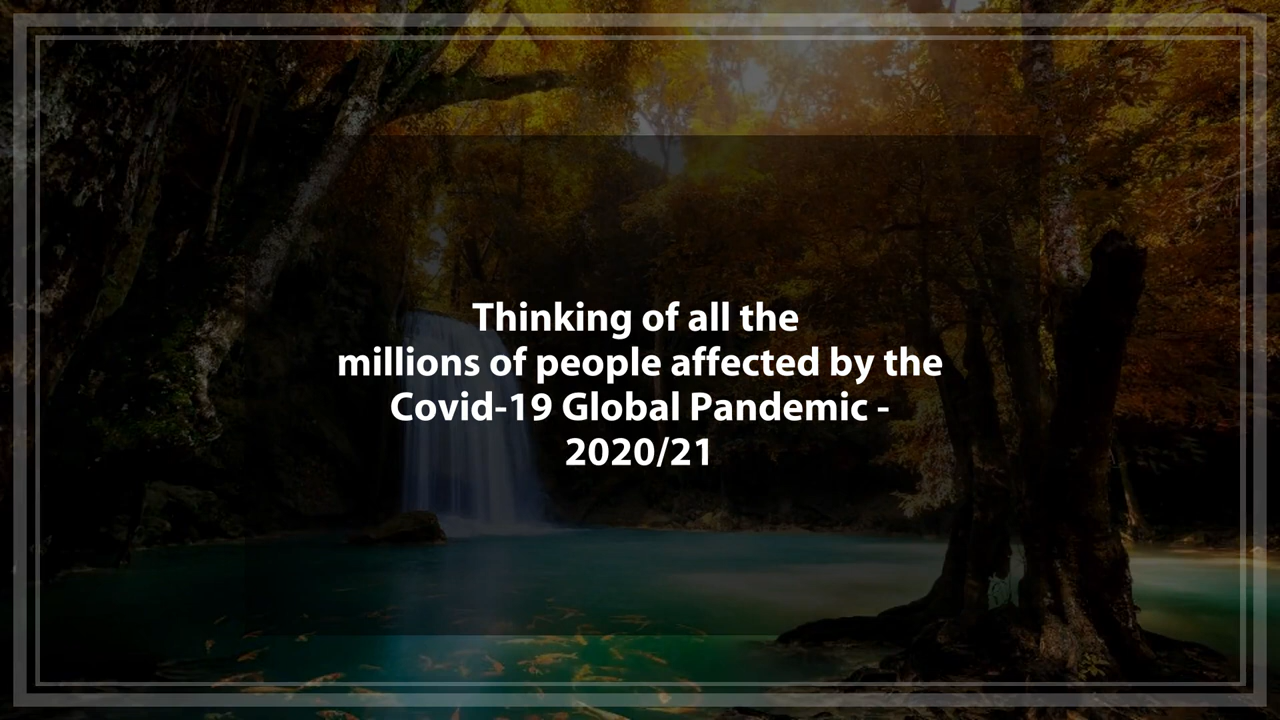 Thinking of all the
millions of people affected by the
Covid-19 Global Pandemic -
2020/21